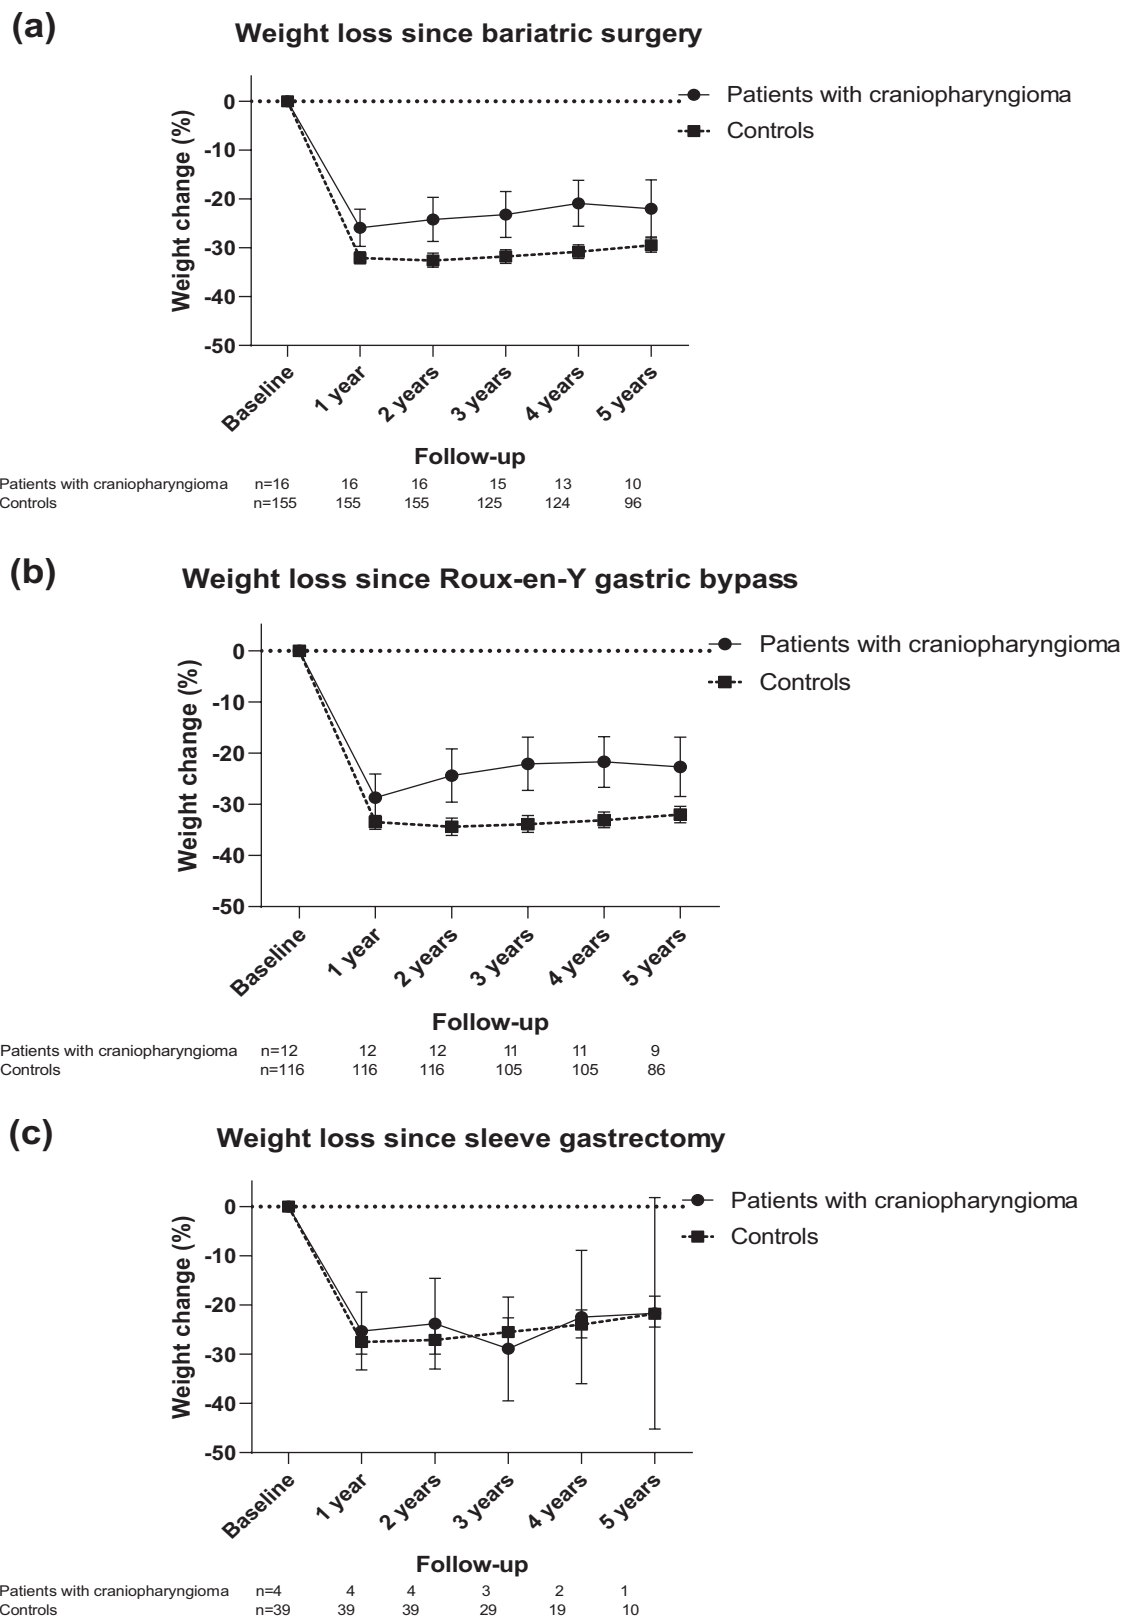 (a)
Weight loss since bariatric surgery
Patients with craniopharyngioma
Controls
Weight change (%)
0
-10
-20
-30
-40
-50
Baseline
1 year
2 years
3 years
4 years
5 years
Follow-up
Patients with craniopharyngioma n=16 16 16 15 13 10
Controls n=155 155 155 125 124 96
(b)
Weight loss since Roux-en-Y gastric bypass
Patients with craniopharyngioma
Controls
Weight change (%)
0
-10
-20
-30
-40
-50
Baseline
1 year
2 years
3 years
4 years
5 years
Follow-up
Patients with craniopharyngioma n=12 12 12 11 11 9
Controls n=116 116 116 105 105 86
(c)
Weight loss since sleeve gastrectomy
Patients with craniopharyngioma
Controls
Weight change (%)
0
-10
-20
-30
-40
-50
Baseline
1 year
2 years
3 years
4 years
5 years
Follow-up
Patients with craniopharyngioma n=4 4 4 3 2 1
Controls n=39 39 39 29 19 10